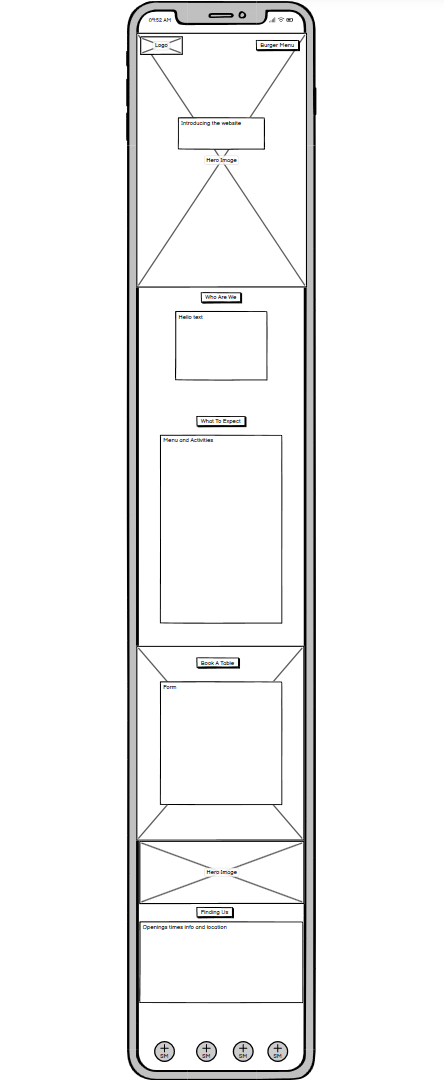 09:52 AM
Logo
Burger Menu
Introducing the website
Hero Image
Who Are We
Hello text
What To Expect
Menu and Activities
Book A Table
Form
Hero Image
Finding Us
Openings times info and location
SM SM SM SM